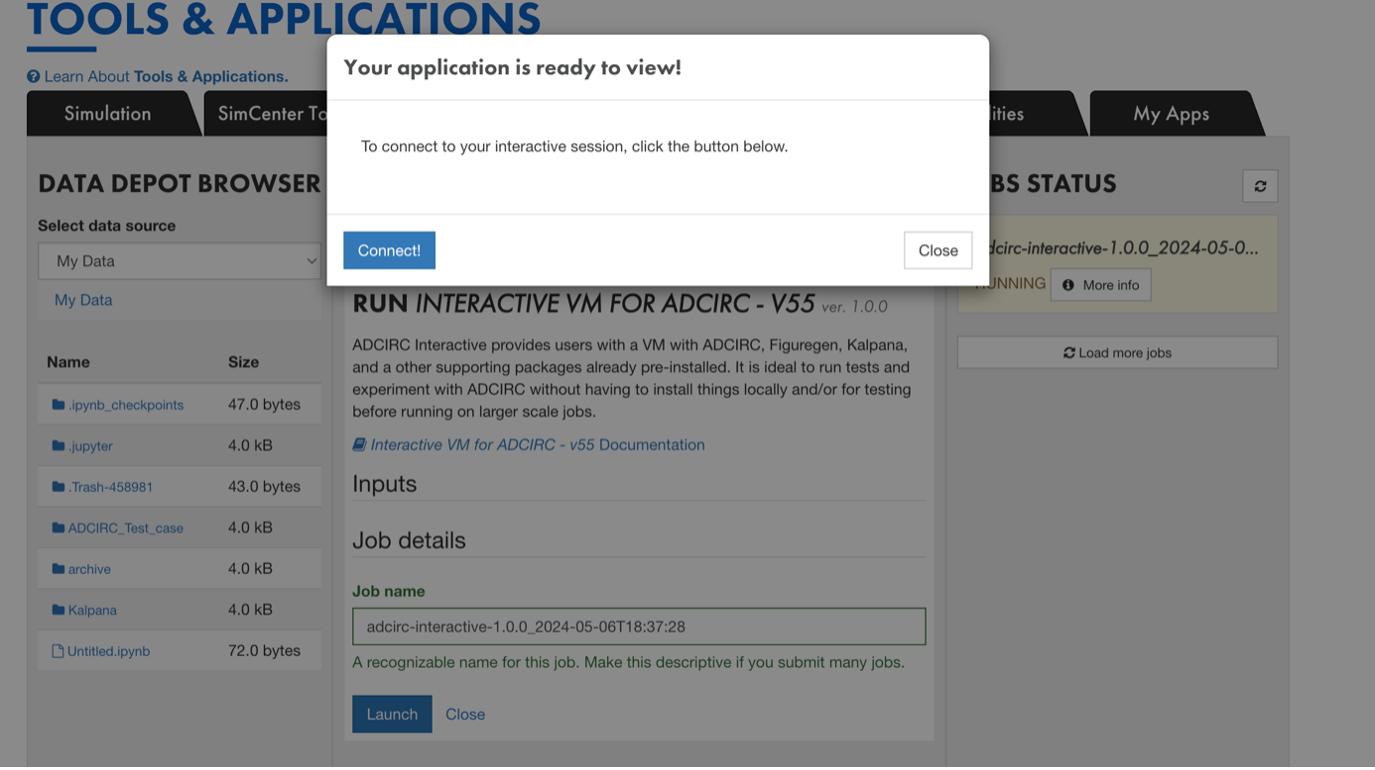 TOOLS & APPLICATIONS
Learn About Tools & Applications.
Simulation
SimCenter To
lities
My Apps
Your application is ready to view!
To connect to your interactive session, click the button below.
Connect!
Close
DATA DEPOT BROWSER
Select data source
My Data
My Data
Name Size
.ipynb_checkpoints 47.0 bytes
.jupyter 4.0 kB
.Trash-458981 43.0 bytes
ADCIRC_Test_case 4.0 kB
archive 4.0 kB
Kalpana 4.0 kB
Untitled.ipynb 72.0 bytes
RUN INTERACTIVE VM FOR ADCIRC - V55 ver. 1.0.0
ADCIRC Interactive provides users with a VM with ADCIRC, Figuregen, Kalpana,
and a other supporting packages already pre-installed. It is ideal to run tests and
experiment with ADCIRC without having to install things locally and/or for testing
before running on larger scale jobs.
Interactive VM for ADCIRC - v55 Documentation
Inputs
Job details
Job name
adcirc-interactive-1.0.0_2024-05-06T18:37:28
A recognizable name for this job. Make this descriptive if you submit many jobs.
Launch
Close
BS STATUS
dcirc-interactive-1.0.0_2024-05-0...
UNNING
More info
Load more jobs